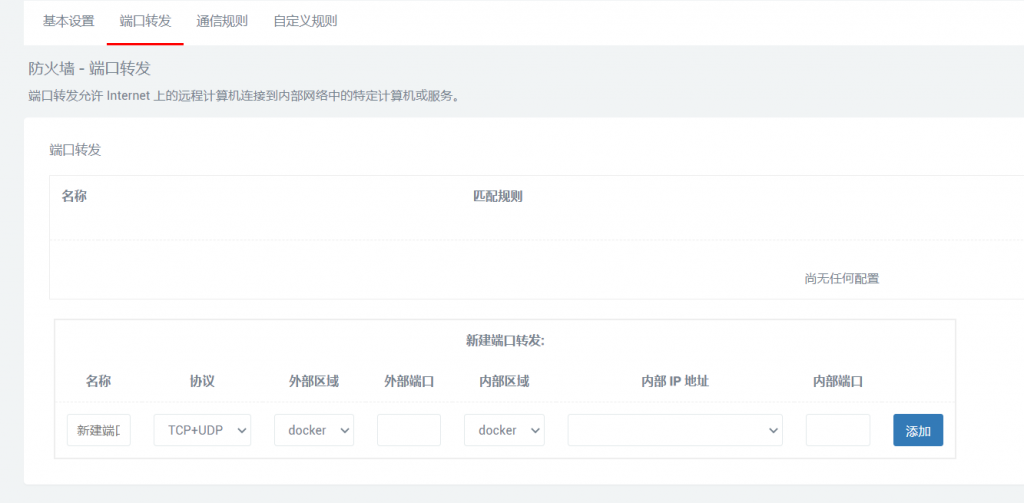 基本设置 端口转发 通信规则 自定义规则
防火墙 - 端口转发
端口转发允许 Internet 上的远程计算机连接到内部网络中的特定计算机或服务。
端口转发
名称 匹配规则
尚无任何配置
新建端口转发:
名称 协议 外部区域 外部端口 内部区域 内部 IP 地址 内部端口
新建端 TCP+UDP docker docker 添加